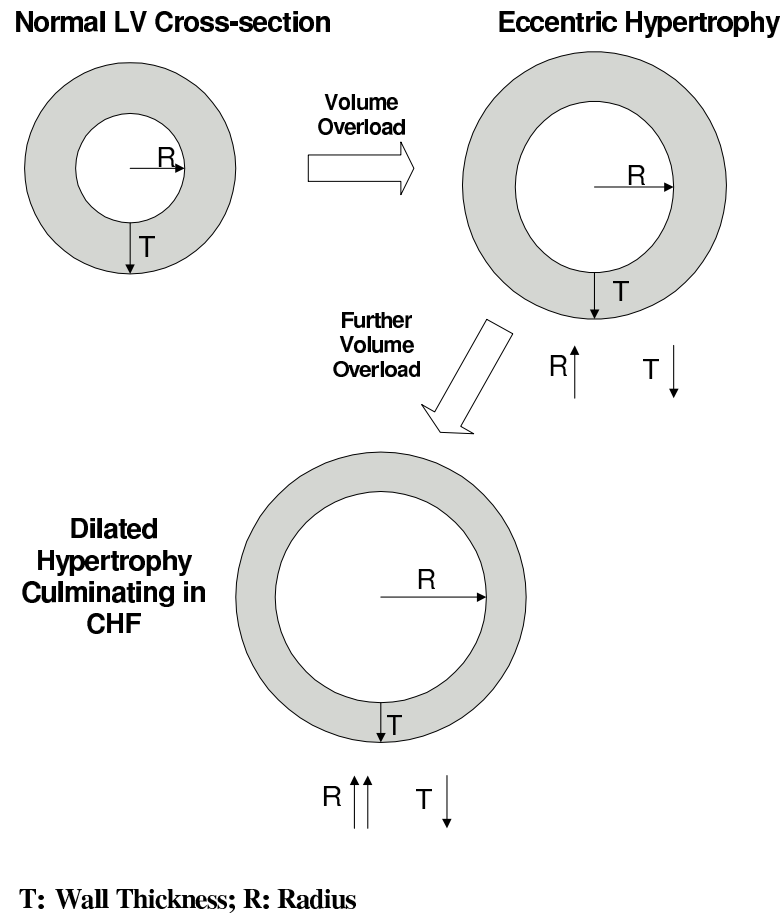 Normal LV Cross-section
Eccentric Hypertrophy
Volume
Overload
R
T
R
T
Further
Volume
Overload
R
T
Dilated
Hypertrophy
Culminating in
CHF
R
T
R
T
T: Wall Thickness; R: Radius